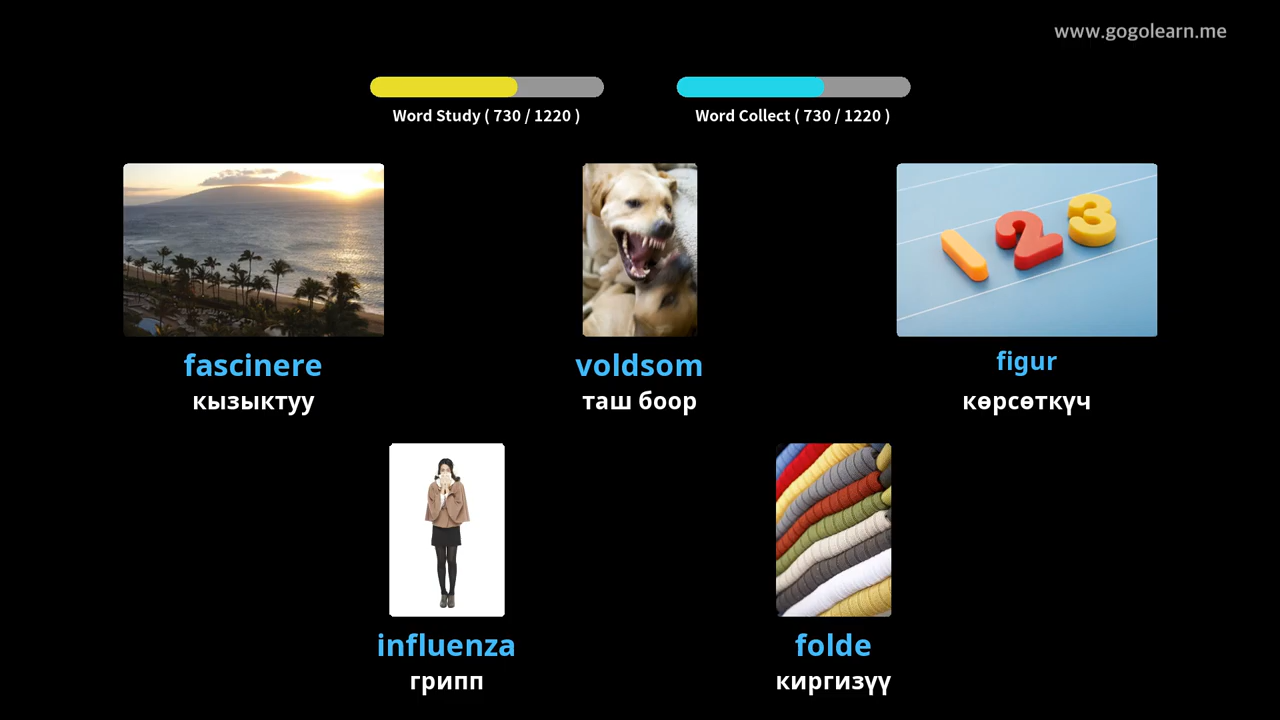 www.gogolearn.me
Word Study ( 730 / 1220 )
Word Collect ( 730 / 1220 )
fascinere
кызыктуу
voldsom
таш боор
figur
көрсөткүч
influenza
грипп
folde
киргизүү